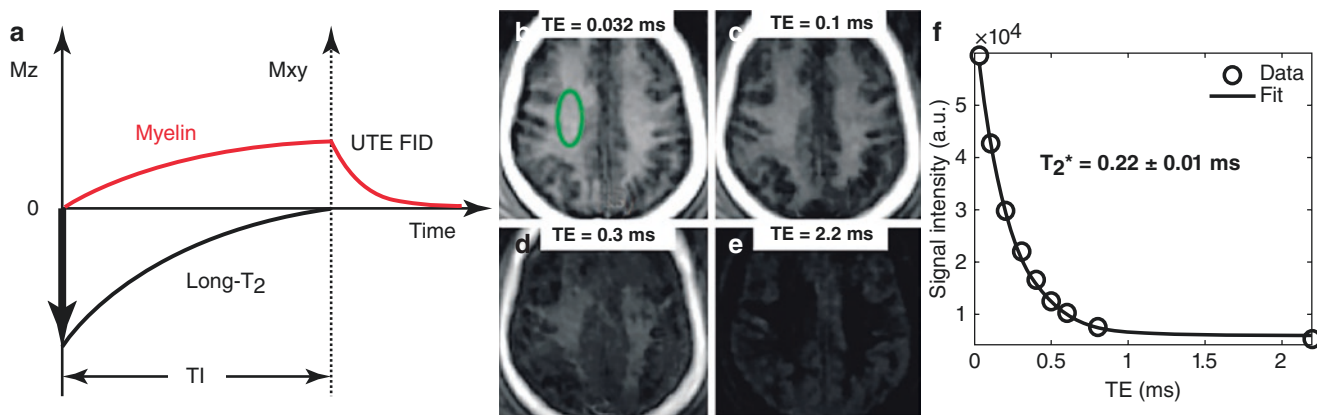 a
Mz
Mxy
Myelin
UTE FID
0
Time
Long-T2
TI
b
TE = 0.032 ms
c
TE = 0.1 ms
d
TE = 0.3 ms
e
TE = 2.2 ms
f
×10⁴
Data
Fit
T2* = 0.22 ± 0.01 ms
Signal intensity (a.u.)
5
4
3
2
1
0
0.5
1
1.5
2
TE (ms)